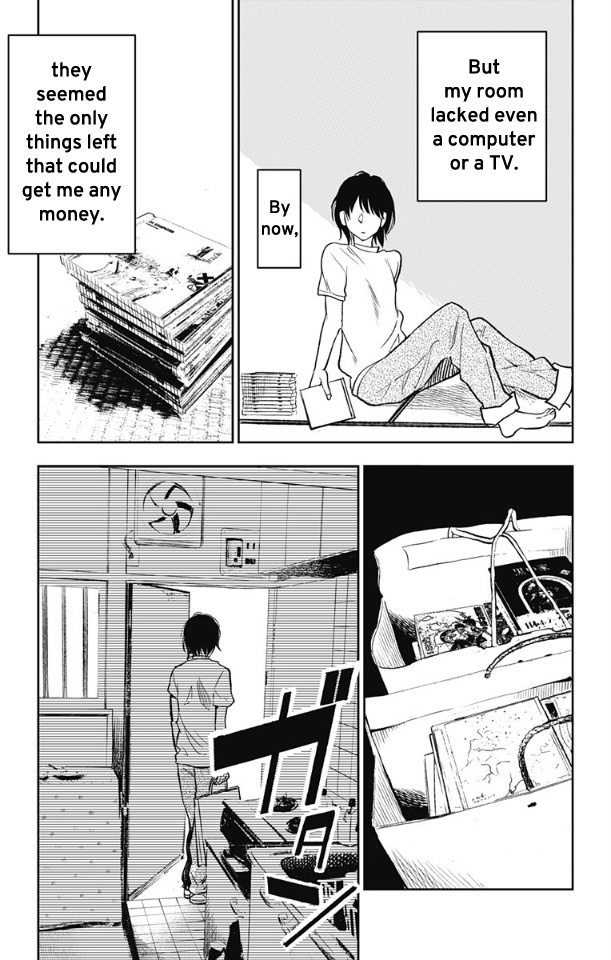 But
my room
lacked even
a computer
or a TV.
By
now,
they
seemed
the only
things left
that could
get me any
money.
ガタン